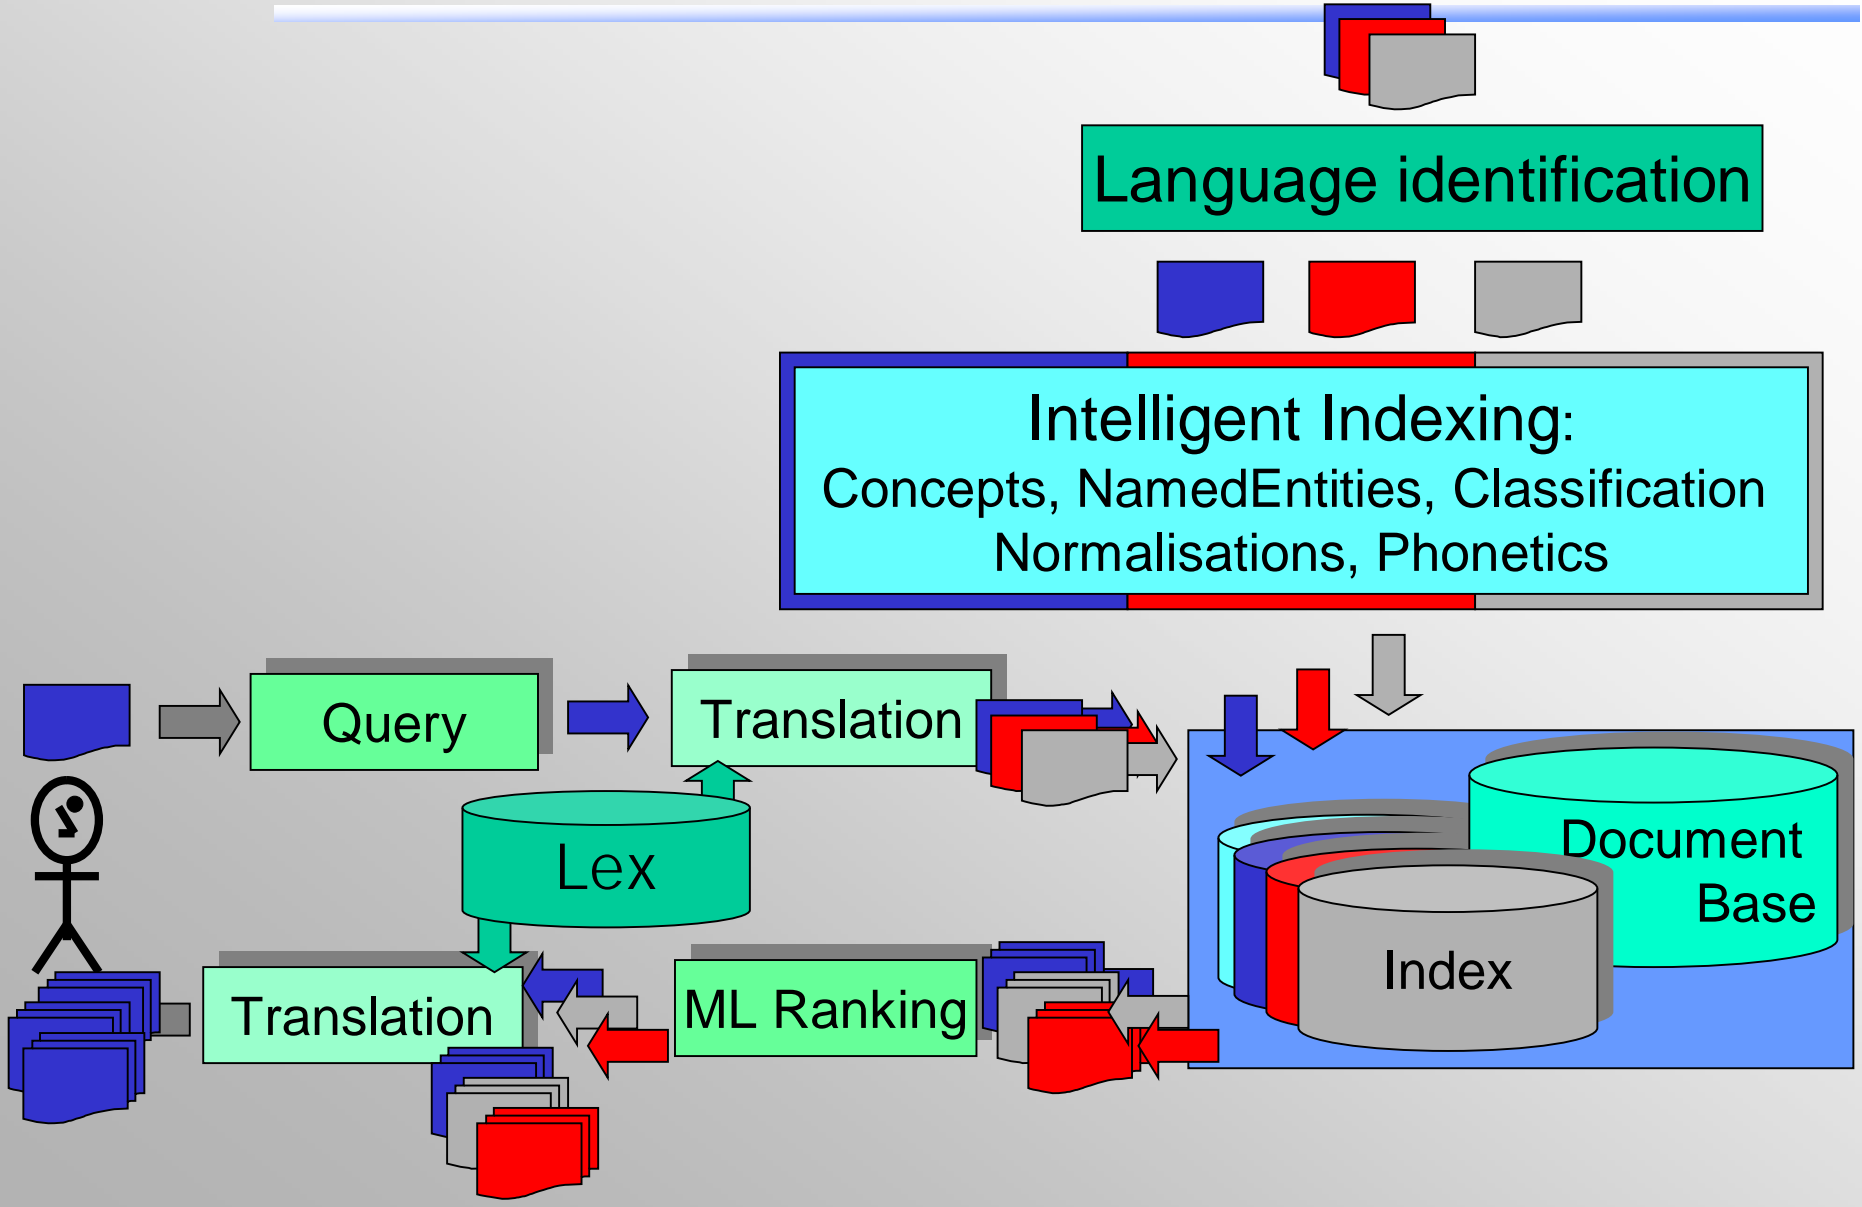 Language identification
Intelligent Indexing:
Concepts, NamedEntities, Classification
Normalisations, Phonetics
Query
Translation
Lex
Document
Base
Index
Translation
ML Ranking